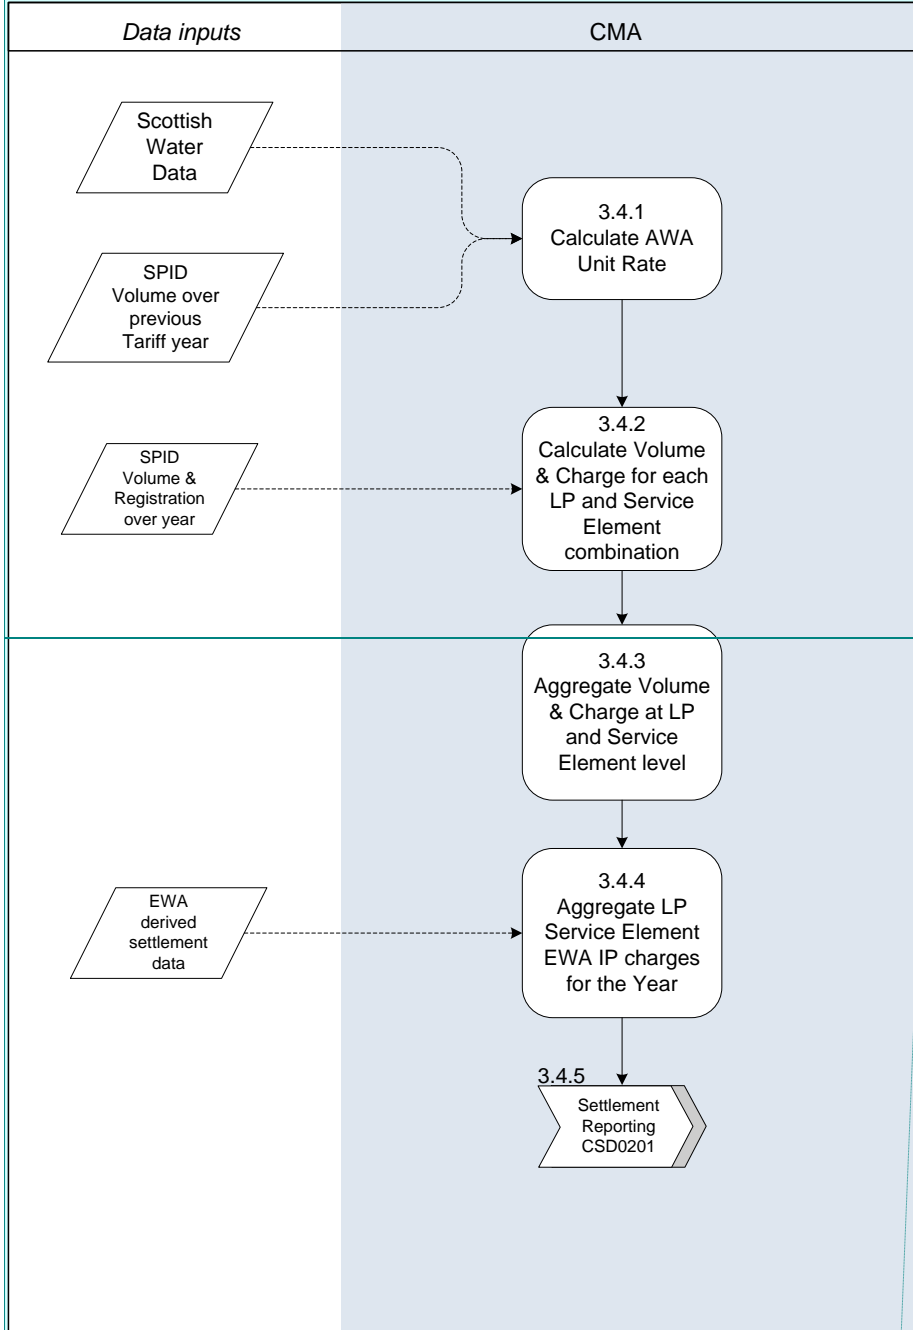 Data inputs
CMA
Scottish
Water
Data
3.4.1
Calculate AWA
Unit Rate
SPID
Volume over
previous
Tariff year
3.4.2
Calculate Volume
& Charge for each
LP and Service
Element
combination
SPID
Volume &
Registration
over year
3.4.3
Aggregate Volume
& Charge at LP
and Service
Element level
3.4.4
Aggregate LP
Service Element
EWA IP charges
for the Year
EWA
derived
settlement
data
3.4.5
Settlement
Reporting
CSD0201